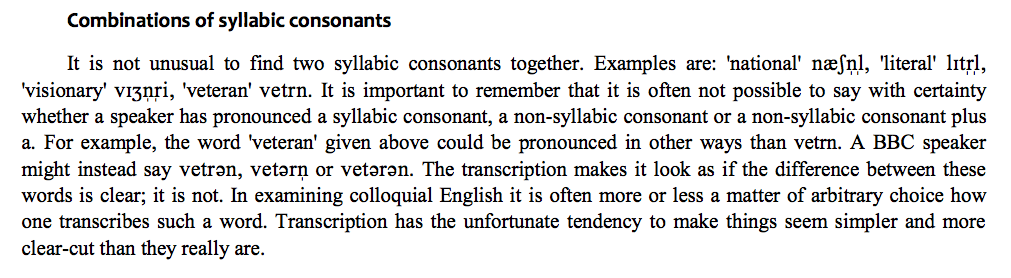 Combinations of syllabic consonants
It is not unusual to find two syllabic consonants together. Examples are: 'national' næʃn̩l̩, 'literal' lɪtr̩l̩,
'visionary' vɪʒn̩r̩i, 'veteran' vetrn. It is important to remember that it is often not possible to say with certainty
whether a speaker has pronounced a syllabic consonant, a non-syllabic consonant or a non-syllabic consonant plus
a. For example, the word 'veteran' given above could be pronounced in other ways than vetrn. A BBC speaker
might instead say vetrən, vetərn̩ or vetərən. The transcription makes it look as if the difference between these
words is clear; it is not. In examining colloquial English it is often more or less a matter of arbitrary choice how
one transcribes such a word. Transcription has the unfortunate tendency to make things seem simpler and more
clear-cut than they really are.